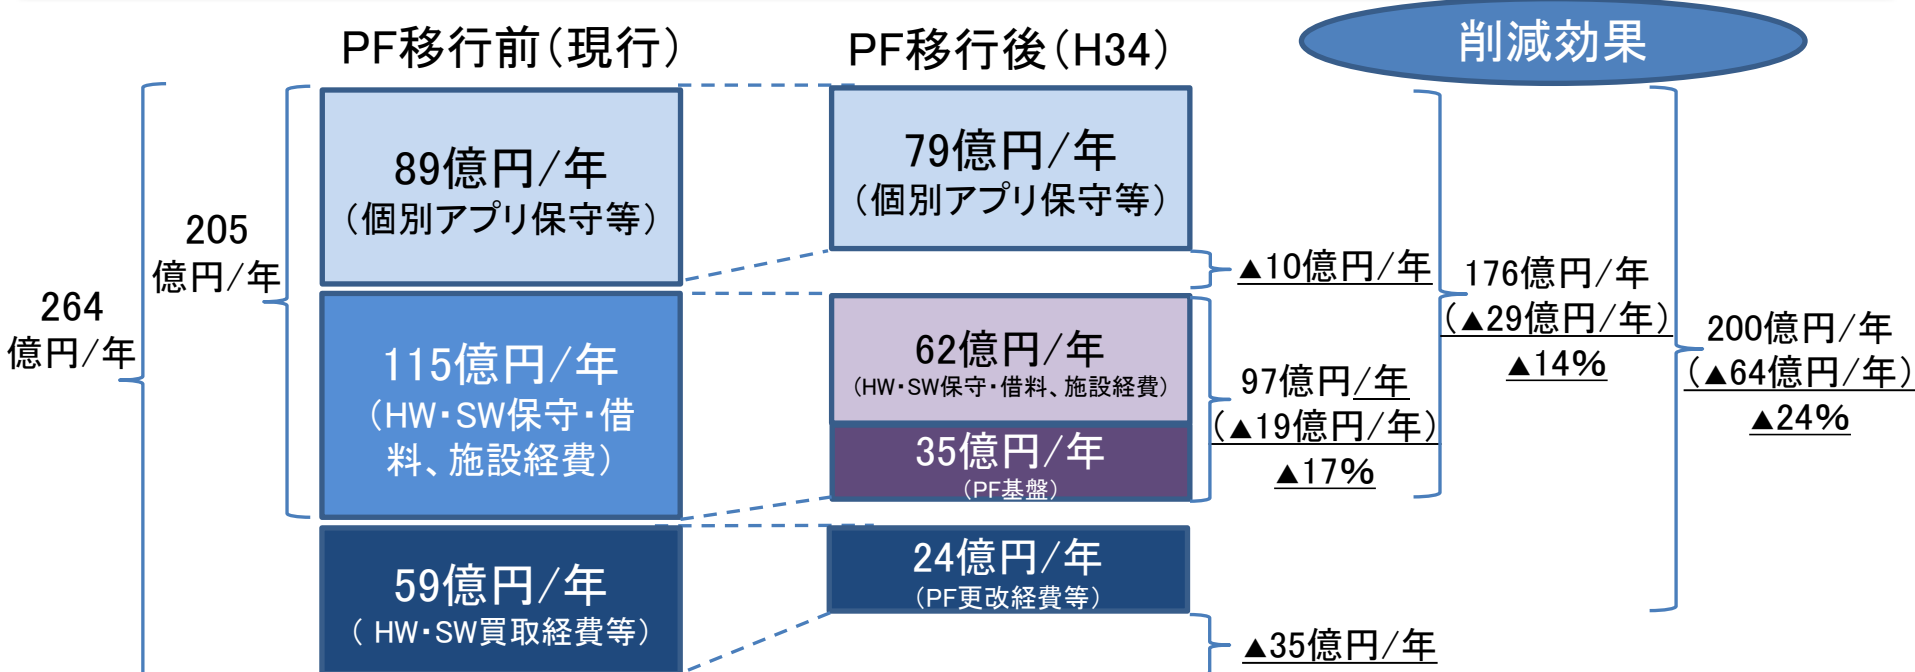 PF移行前（現行）
PF移行後（H34）
削減効果
264
億円/年
205
億円/年
89億円/年
（個別アプリ保守等）
115億円/年
（HW・SW保守・借
料、施設経費）
59億円/年
（ HW・SW買取経費等）
79億円/年
（個別アプリ保守等）
62億円/年
（HW・SW保守・借料、施設経費）
35億円/年
（PF基盤）
24億円/年
（PF更改経費等）
▲10億円/年
97億円/年
（▲19億円/年）
▲17%
▲35億円/年
176億円/年
（▲29億円/年）
▲14%
200億円/年
（▲64億円/年）
▲24%